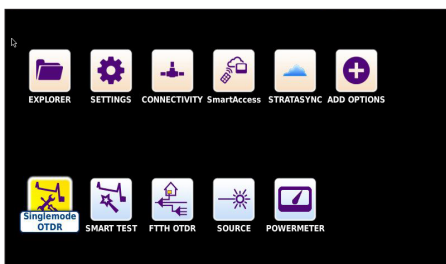 EXPLORER
SETTINGS
CONNECTIVITY
SmartAccess
STRATASYNC
ADD OPTIONS
Singlemode
OTDR
SMART TEST
FTTH OTDR
SOURCE
POWERMETER